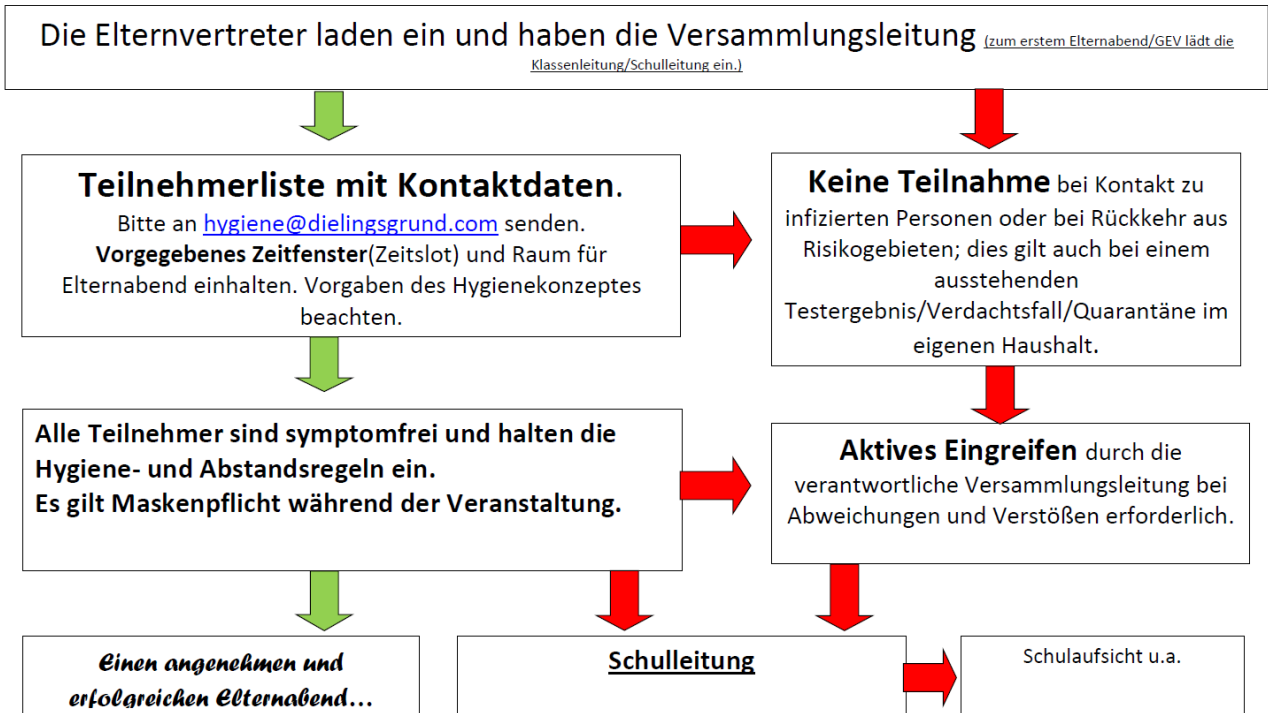 Die Elternvertreter laden ein und haben die Versammlungsleitung (zum erstem Elternabend/GEV lädt die
Klassenleitung/Schulleitung ein.)
Teilnehmerliste mit Kontaktdaten.
Bitte an hygiene@dielingsgrund.com senden.
Vorgegebenes Zeitfenster(Zeitslot) und Raum für
Elternabend einhalten. Vorgaben des Hygienekonzeptes
beachten.
Keine Teilnahme bei Kontakt zu
infizierten Personen oder bei Rückkehr aus
Risikogebieten; dies gilt auch bei einem
ausstehenden
Testergebnis/Verdachtsfall/Quarantäne im
eigenen Haushalt.
Alle Teilnehmer sind symptomfrei und halten die
Hygiene- und Abstandsregeln ein.
Es gilt Maskenpflicht während der Veranstaltung.
Aktives Eingreifen durch die
verantwortliche Versammlungsleitung bei
Abweichungen und Verstößen erforderlich.
Einen angenehmen und
erfolgreichen Elternabend...
Schulleitung
Schulaufsicht u.a.